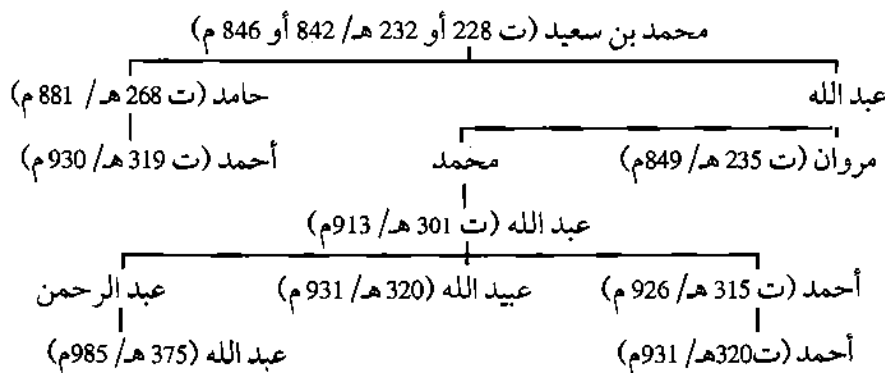 محمد بن سعيد (ت 228 أو 232 هـ/ 842 أو 846 م)
عبد الله حامد (ت 268 هـ/ 881 م)
مروان (ت 235 هـ/ 849م) محمد أحمد (ت 319 هـ/ 930 م)
عبد الله (ت 301 هـ/ 913م)
أحمد (ت 315 هـ/ 926 م) عبيد الله (320 هـ/ 931 م) عبد الرحمن
أحمد (ت320هـ/ 931م) عبد الله (375 هـ/ 985م)